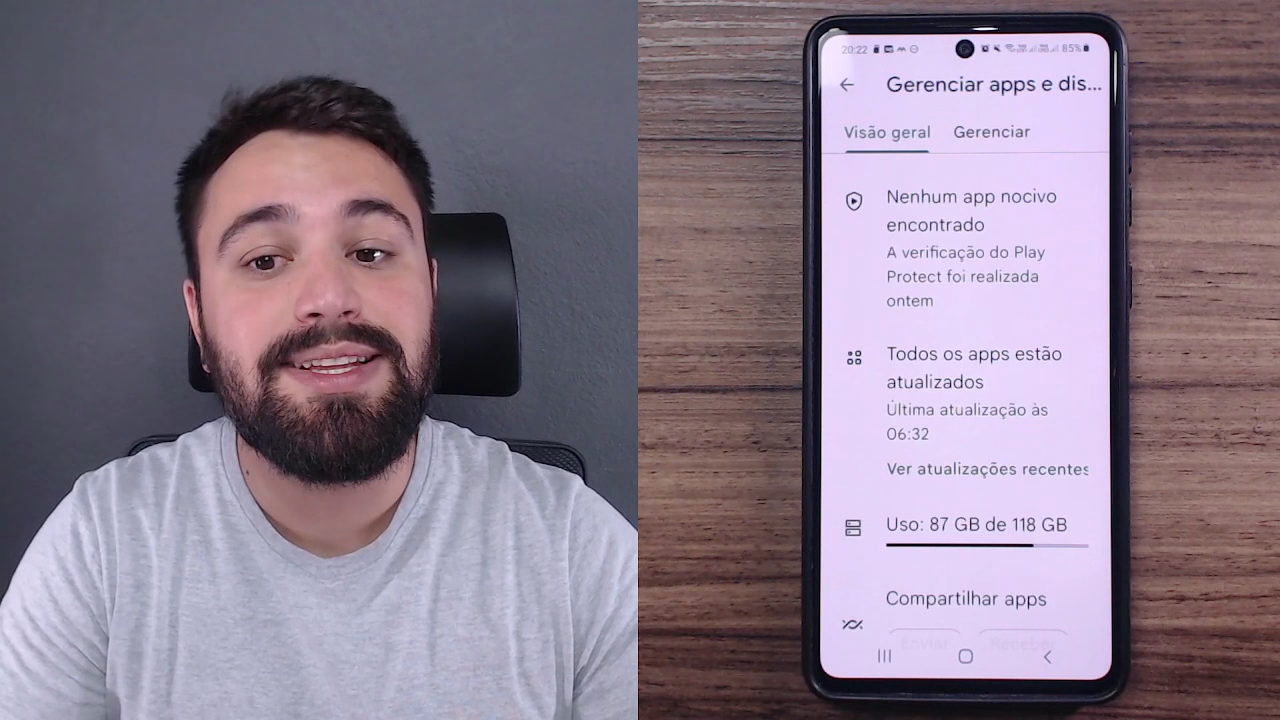 20:22
85%
Gerenciar apps e dis...
Visão geral
Gerenciar
Nenhum app nocivo
encontrado
A verificação do Play
Protect foi realizada
ontem
Todos os apps estão
atualizados
Última atualização às
06:32
Ver atualizações recentes
Uso: 87 GB de 118 GB
Compartilhar apps
Enviar
Receber